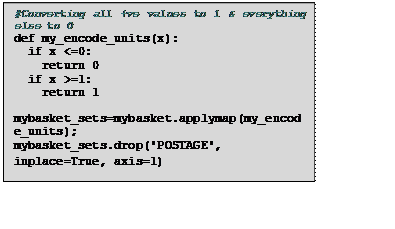 #Converting all +ve values to 1 & everything
else to 0
def my_encode_units(x):
if x <=0:
return 0
if x >=1:
return 1
mybasket_sets=mybasket.applymap(my_encod
e_units);
mybasket_sets.drop('POSTAGE',
inplace=True, axis=1)